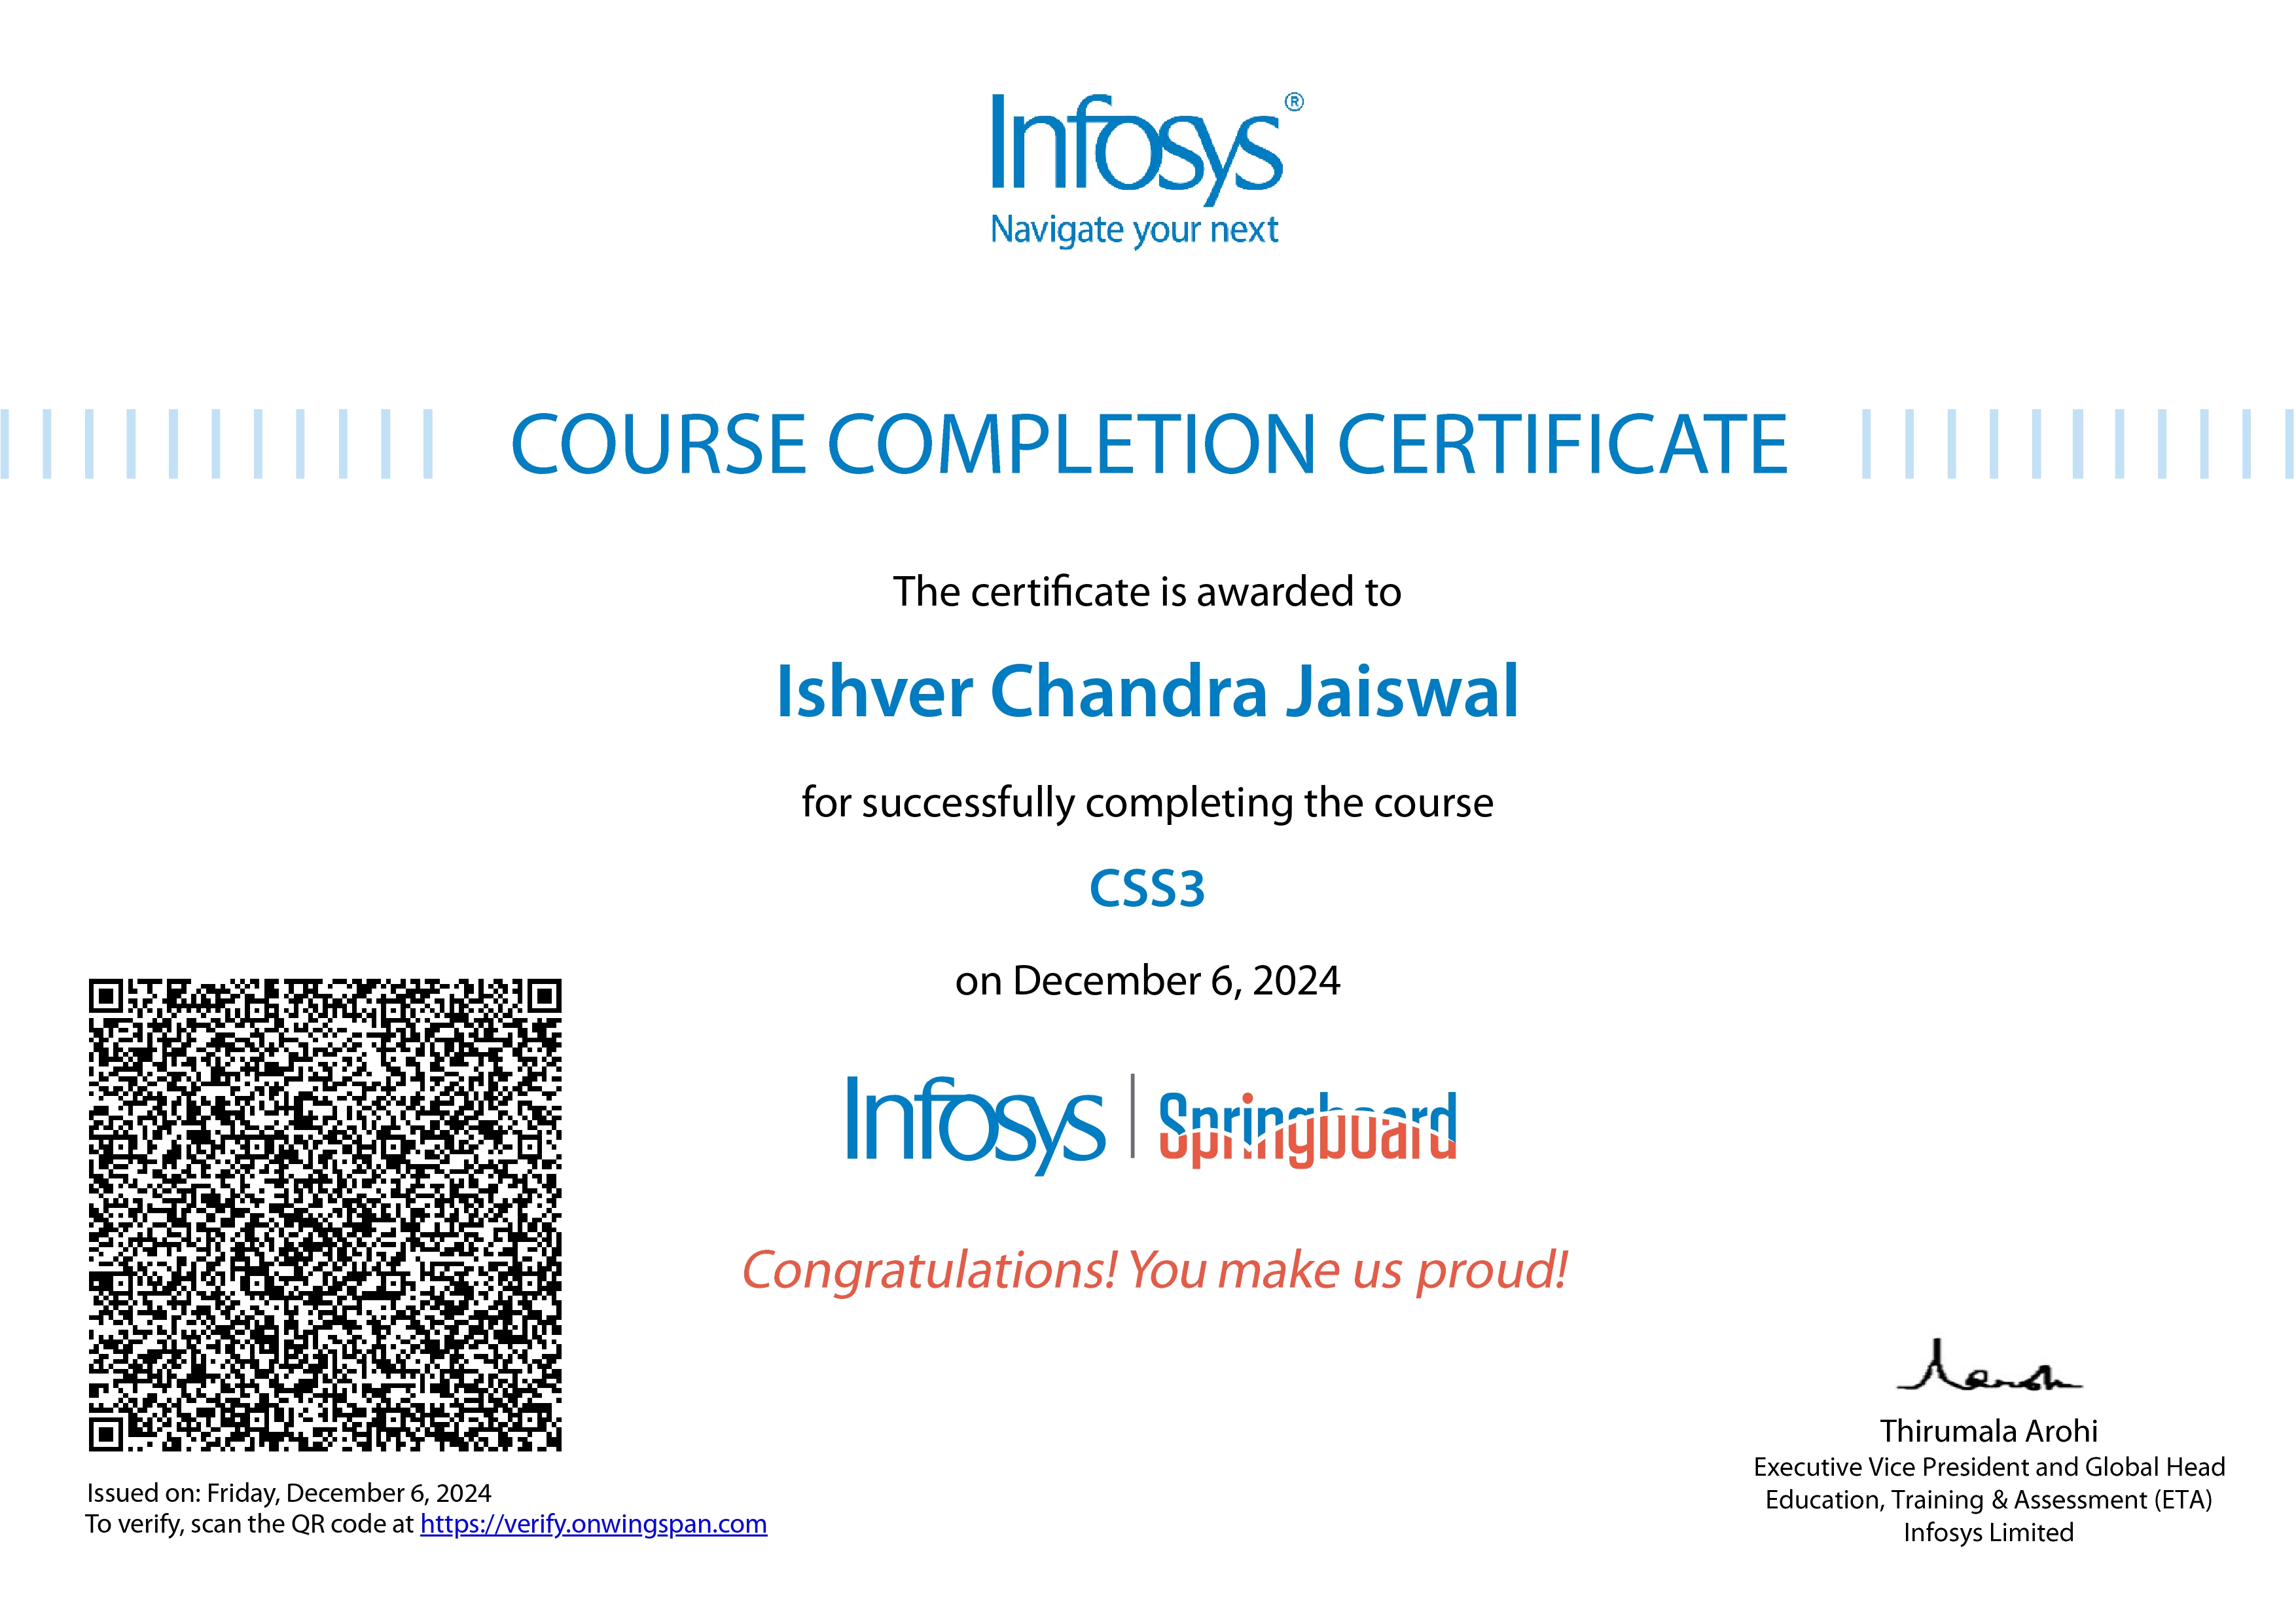 Infosys®
Navigate your next
COURSE COMPLETION CERTIFICATE
The certificate is awarded to
Ishver Chandra Jaiswal
for successfully completing the course
CSS3
on December 6, 2024
Infosys | Springboard
Congratulations! You make us proud!
Issued on: Friday, December 6, 2024
To verify, scan the QR code at https://verify.onwingspan.com
Thirumala Arohi
Executive Vice President and Global Head
Education, Training & Assessment (ETA)
Infosys Limited